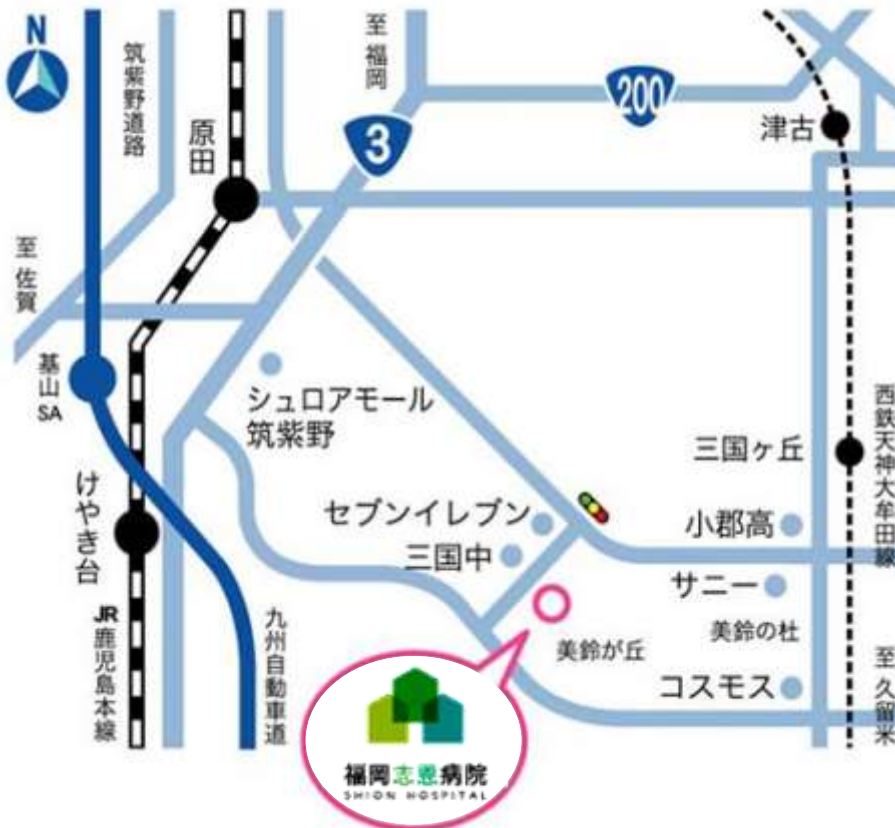 N
筑紫野道路
至 福岡
200
津古
3
原田
至 佐賀
基山
SA
シュロアモール
筑紫野
西鉄天神大牟田線
三国ヶ丘
けやき台
セブンイレブン
小郡高
三国中
サニー
JR鹿児島本線
九州自動車道
美鈴の杜
美鈴が丘
至 久留米
コスモス
福岡志恩病院
SHION HOSPITAL